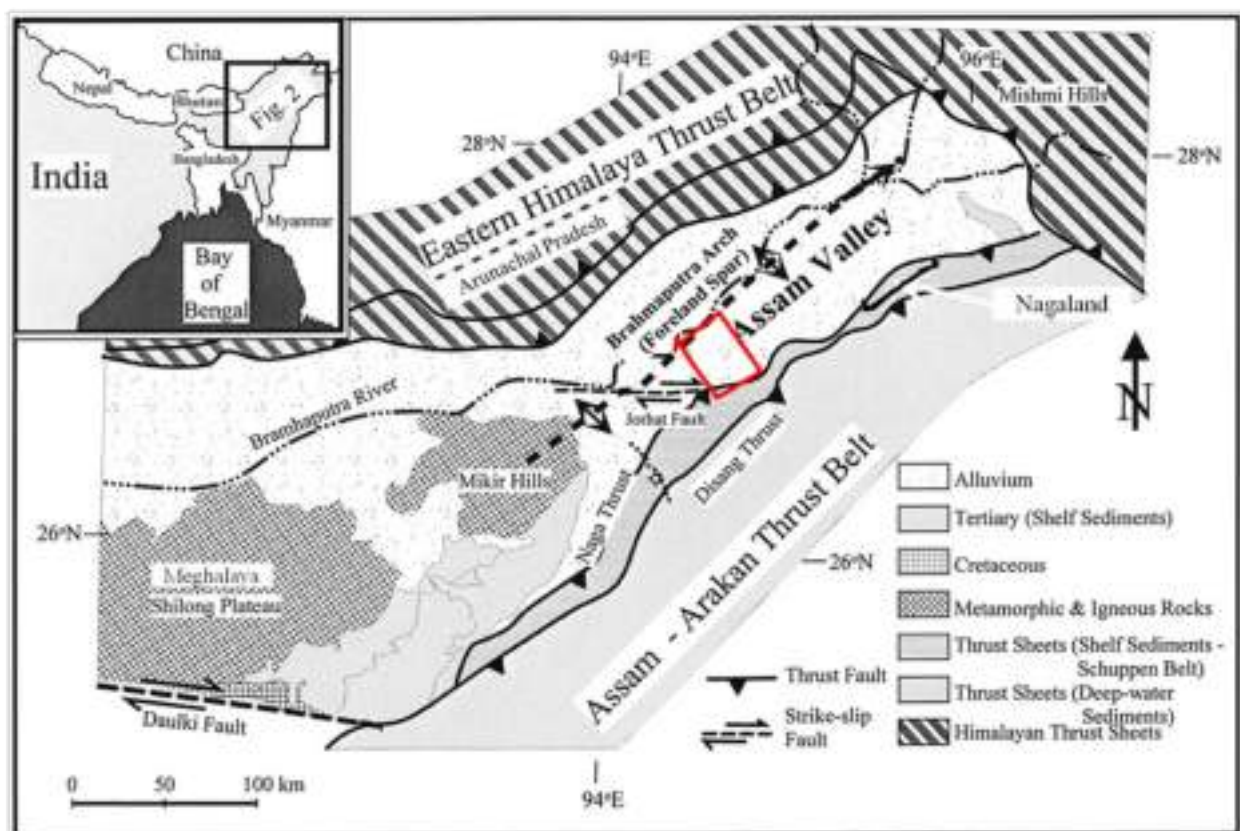 China
Nepal
Bhutan
Fig. 2
Bangladesh
India
Myanmar
Bay
of
Bengal
94°E
96°E
Mishmi Hills
28°N
28°N
Eastern Himalaya Thrust Belt
Arunachal Pradesh
Brahmaputra Arch
(Foreland Spar)
Assam Valley
Nagaland
N
Bramhaputra River
Jorhat Fault
Mikir Hills
Naga Thrust
Disang Thrust
Assam - Arakan Thrust Belt
26°N
26°N
Meghalaya
Shilong Plateau
Daulki Fault
Alluvium
Tertiary (Shelf Sediments)
Cretaceous
Metamorphic & Igneous Rocks
Thrust Sheets (Shelf Sediments -
Schuppen Belt)
Thrust Sheets (Deep-water
Sediments)
Himalayan Thrust Sheets
Thrust Fault
Strike-slip
Fault
0 50 100 km
94°E